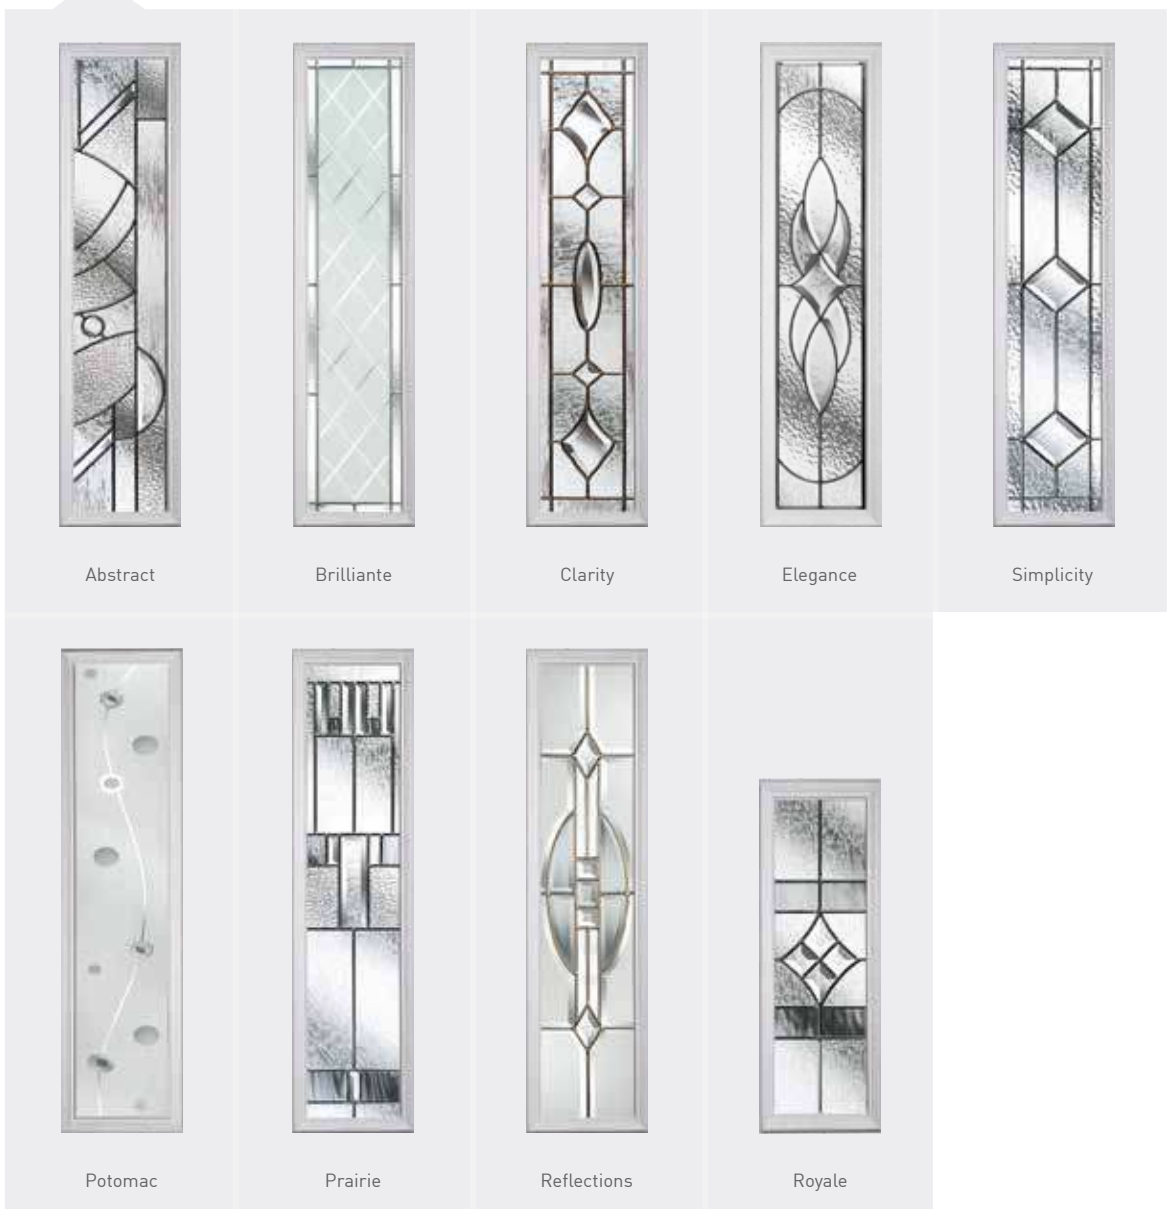 Abstract
Brilliante
Clarity
Elegance
Simplicity
Potomac
Prairie
Reflections
Royale